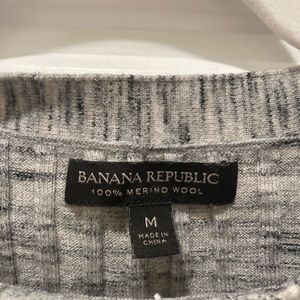 BANANA REPUBLIC
100% MERINO WOOL
M
MADE IN
CHINA